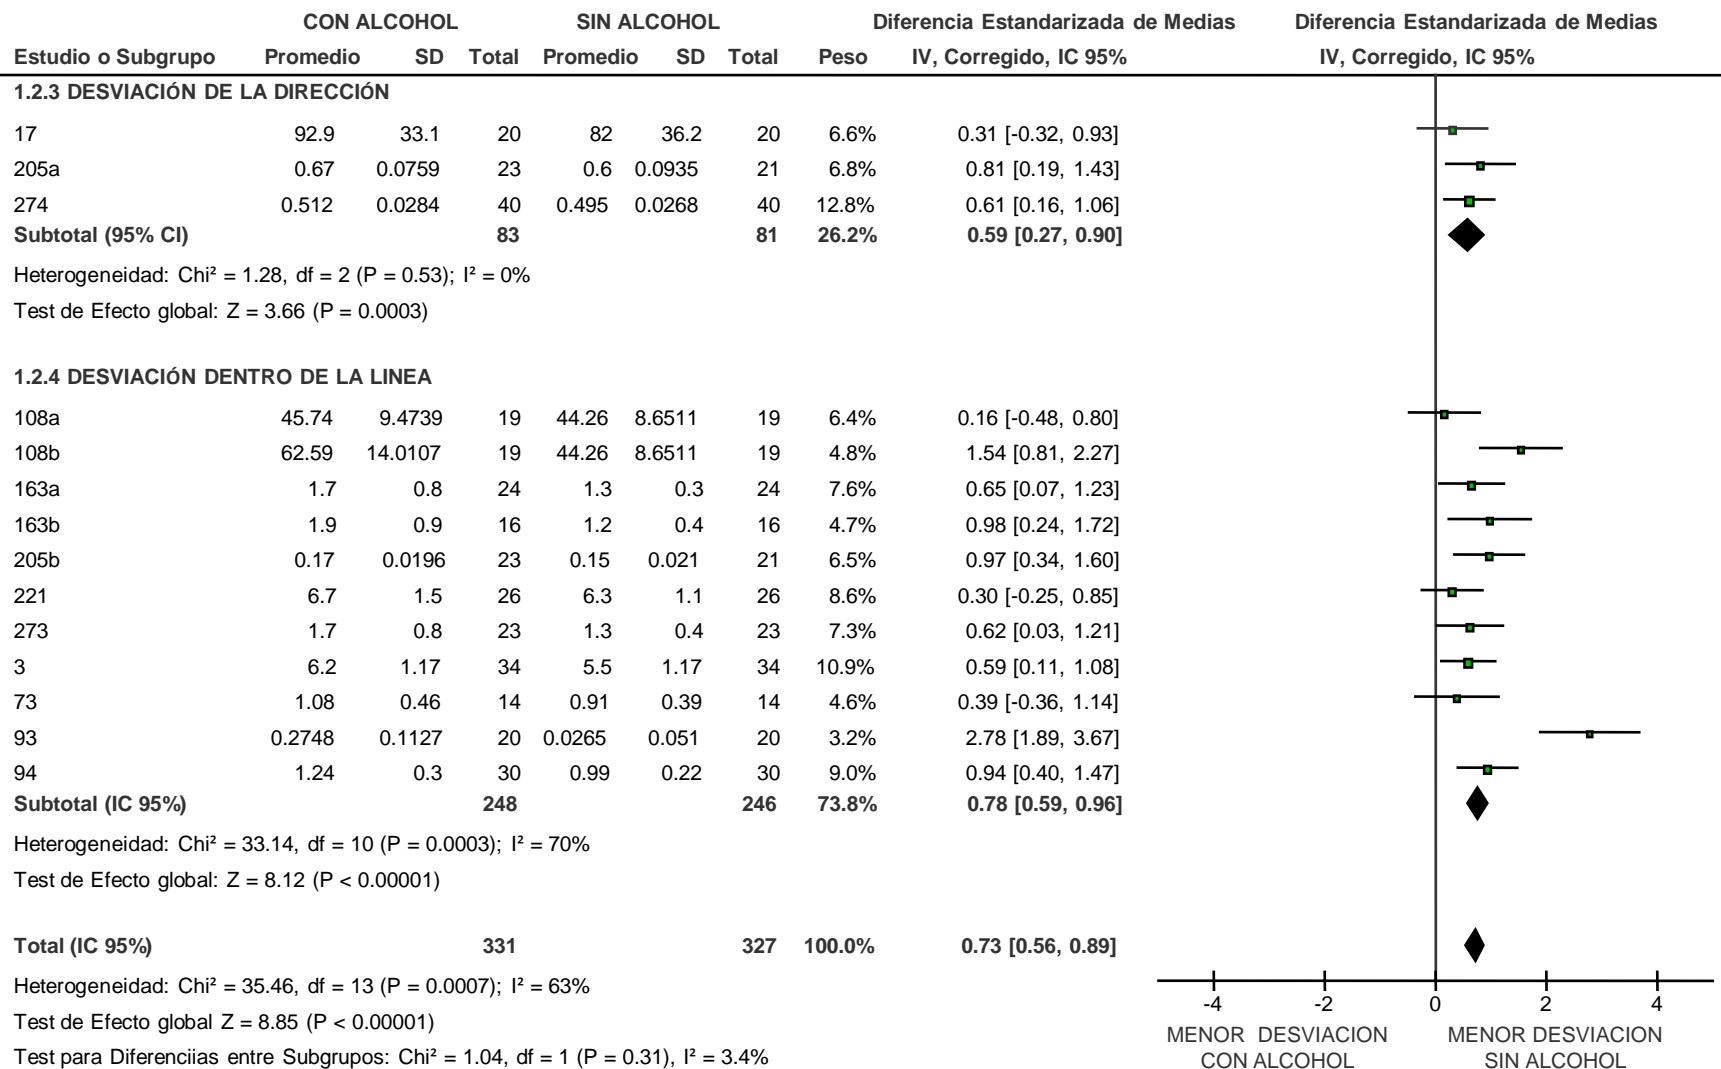 CON ALCOHOL SIN ALCOHOL Diferencia Estandarizada de Medias Diferencia Estandarizada de Medias
Estudio o Subgrupo Promedio SD Total Promedio SD Total Peso IV, Corregido, IC 95% IV, Corregido, IC 95%
1.2.3 DESVIACIÓN DE LA DIRECCIÓN
17 92.9 33.1 20 82 36.2 20 6.6% 0.31 [-0.32, 0.93]
205a 0.67 0.0759 23 0.6 0.0935 21 6.8% 0.81 [0.19, 1.43]
274 0.512 0.0284 40 0.495 0.0268 40 12.8% 0.61 [0.16, 1.06]
Subtotal (95% CI) 83 81 26.2% 0.59 [0.27, 0.90]
Heterogeneidad: Chi² = 1.28, df = 2 (P = 0.53); I² = 0%
Test de Efecto global: Z = 3.66 (P = 0.0003)
1.2.4 DESVIACIÓN DENTRO DE LA LINEA
108a 45.74 9.4739 19 44.26 8.6511 19 6.4% 0.16 [-0.48, 0.80]
108b 62.59 14.0107 19 44.26 8.6511 19 4.8% 1.54 [0.81, 2.27]
163a 1.7 0.8 24 1.3 0.3 24 7.6% 0.65 [0.07, 1.23]
163b 1.9 0.9 16 1.2 0.4 16 4.7% 0.98 [0.24, 1.72]
205b 0.17 0.0196 23 0.15 0.021 21 6.5% 0.97 [0.34, 1.60]
221 6.7 1.5 26 6.3 1.1 26 8.6% 0.30 [-0.25, 0.85]
273 1.7 0.8 23 1.3 0.4 23 7.3% 0.62 [0.03, 1.21]
3 6.2 1.17 34 5.5 1.17 34 10.9% 0.59 [0.11, 1.08]
73 1.08 0.46 14 0.91 0.39 14 4.6% 0.39 [-0.36, 1.14]
93 0.2748 0.1127 20 0.0265 0.051 20 3.2% 2.78 [1.89, 3.67]
94 1.24 0.3 30 0.99 0.22 30 9.0% 0.94 [0.40, 1.47]
Subtotal (IC 95%) 248 246 73.8% 0.78 [0.59, 0.96]
Heterogeneidad: Chi² = 33.14, df = 10 (P = 0.0003); I² = 70%
Test de Efecto global: Z = 8.12 (P < 0.00001)
Total (IC 95%) 331 327 100.0% 0.73 [0.56, 0.89]
Heterogeneidad: Chi² = 35.46, df = 13 (P = 0.0007); I² = 63%
Test de Efecto global Z = 8.85 (P < 0.00001)
Test para Diferenciias entre Subgrupos: Chi² = 1.04, df = 1 (P = 0.31), I² = 3.4%
-4 -2 0 2 4
MENOR DESVIACION MENOR DESVIACION
CON ALCOHOL SIN ALCOHOL